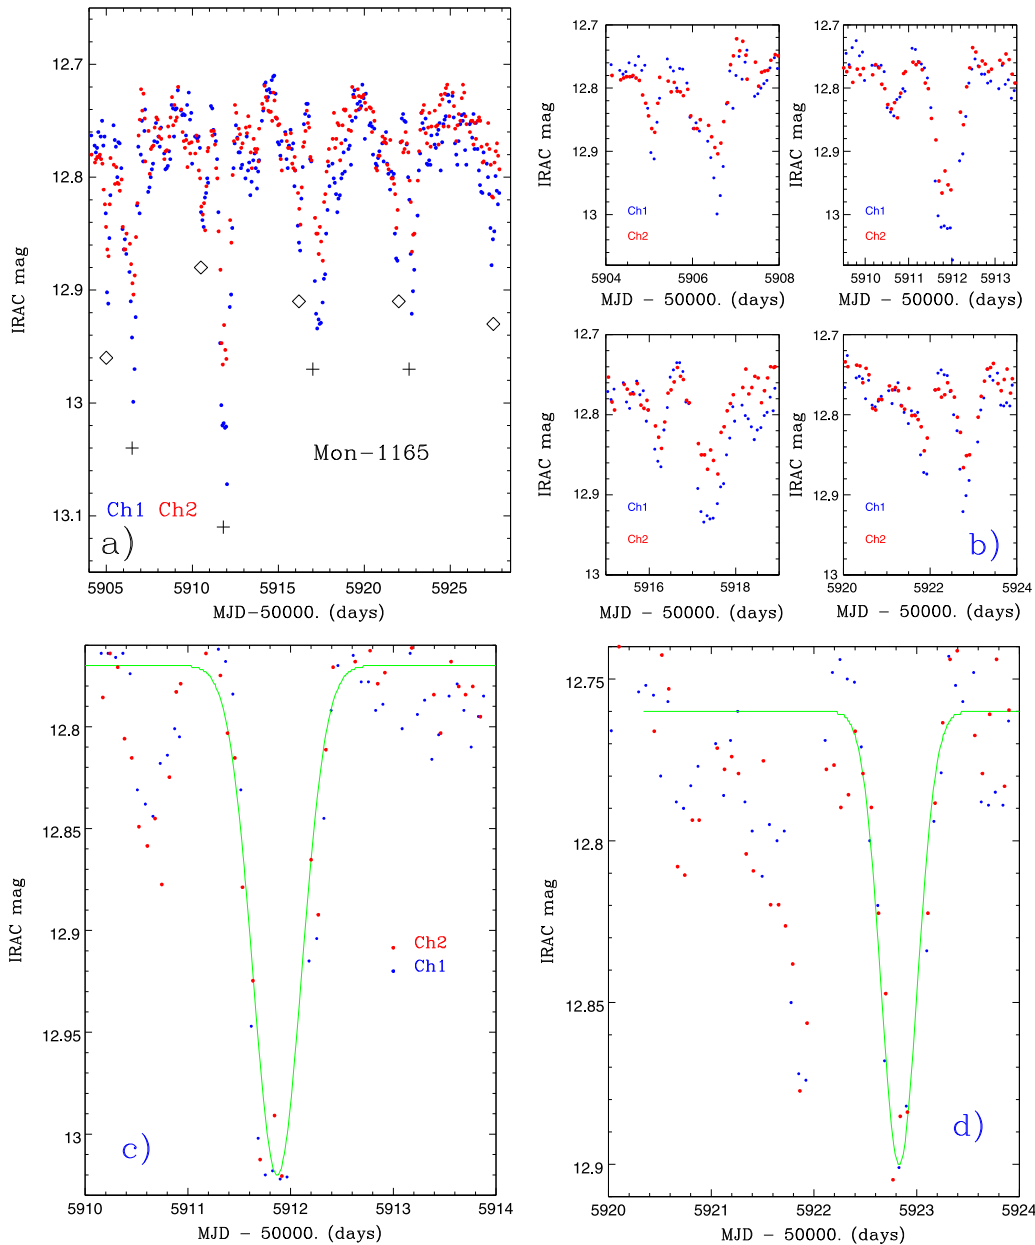 12.7
12.8
12.9
13
13.1
IRAC mag
Mon-1165
Ch1 Ch2
a)
5905 5910 5915 5920 5925
MJD-50000. (days)
12.7
12.8
12.9
13
IRAC mag
Ch1
Ch2
5904 5906 5908
MJD - 50000. (days)
12.7
12.8
12.9
13
IRAC mag
Ch1
Ch2
5910 5911 5912 5913
MJD - 50000. (days)
12.7
12.8
12.9
13
IRAC mag
Ch1
Ch2
5916 5918
MJD - 50000. (days)
12.7
12.8
12.9
13
IRAC mag
Ch1
Ch2
b)
5920 5922 5924
MJD - 50000. (days)
12.8
12.85
12.9
12.95
13
IRAC mag
Ch2
Ch1
c)
5910 5911 5912 5913 5914
MJD - 50000. (days)
12.75
12.8
12.85
12.9
IRAC mag
d)
5920 5921 5922 5923 5924
MJD - 50000. (days)